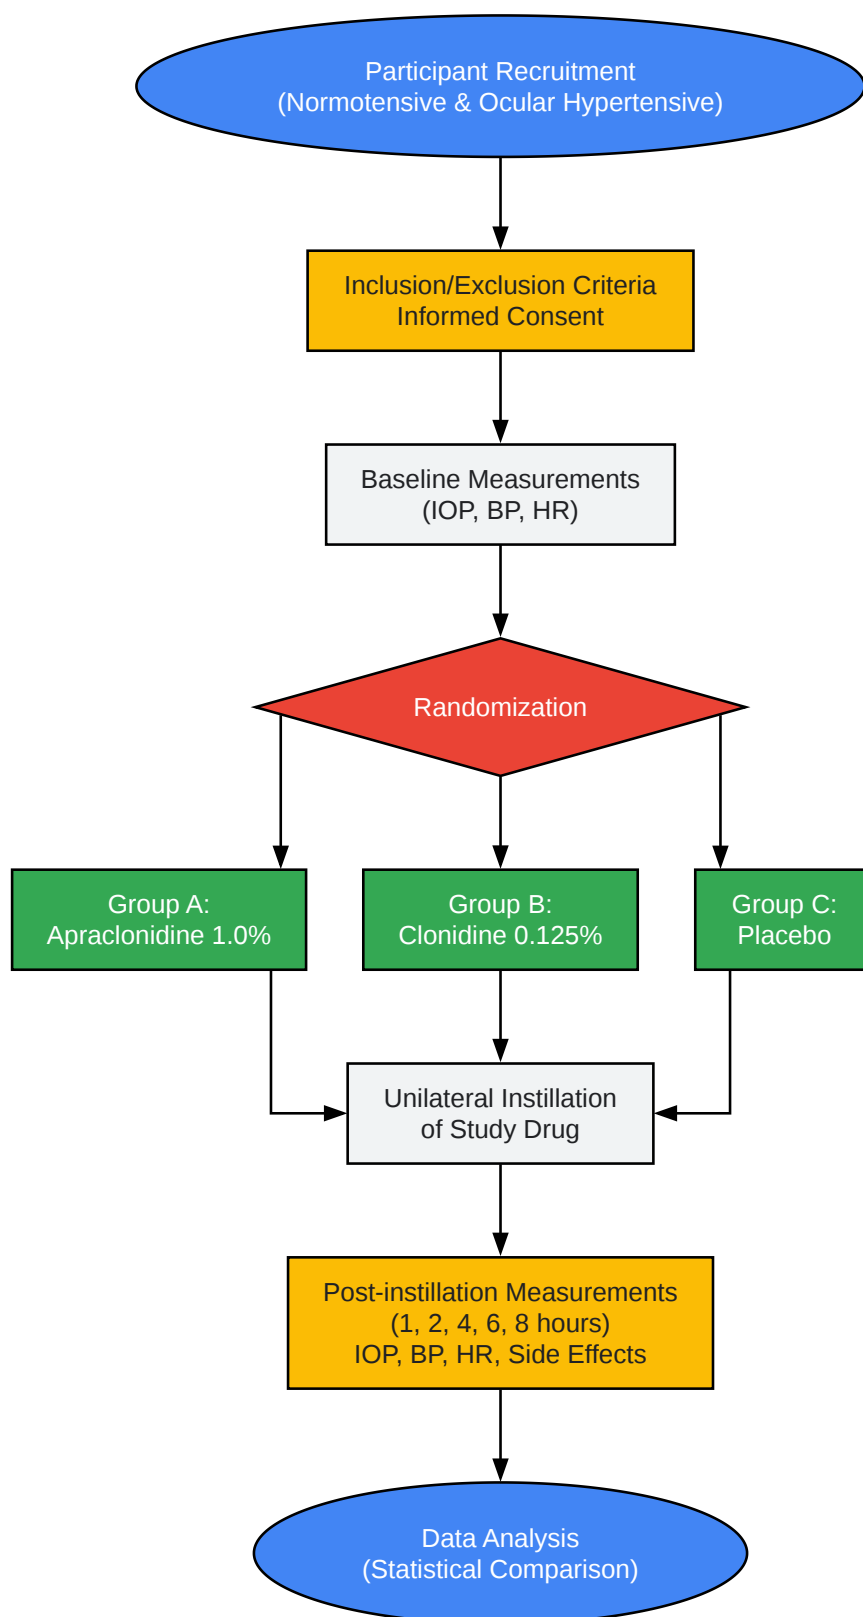 Participant Recruitment
(Normotensive & Ocular Hypertensive)
Inclusion/Exclusion Criteria
Informed Consent
Baseline Measurements
(IOP, BP, HR)
Randomization
Group A:
Apraclonidine 1.0%
Group B:
Clonidine 0.125%
Group C:
Placebo
Unilateral Instillation
of Study Drug
Post-instillation Measurements
(1, 2, 4, 6, 8 hours)
IOP, BP, HR, Side Effects
Data Analysis
(Statistical Comparison)